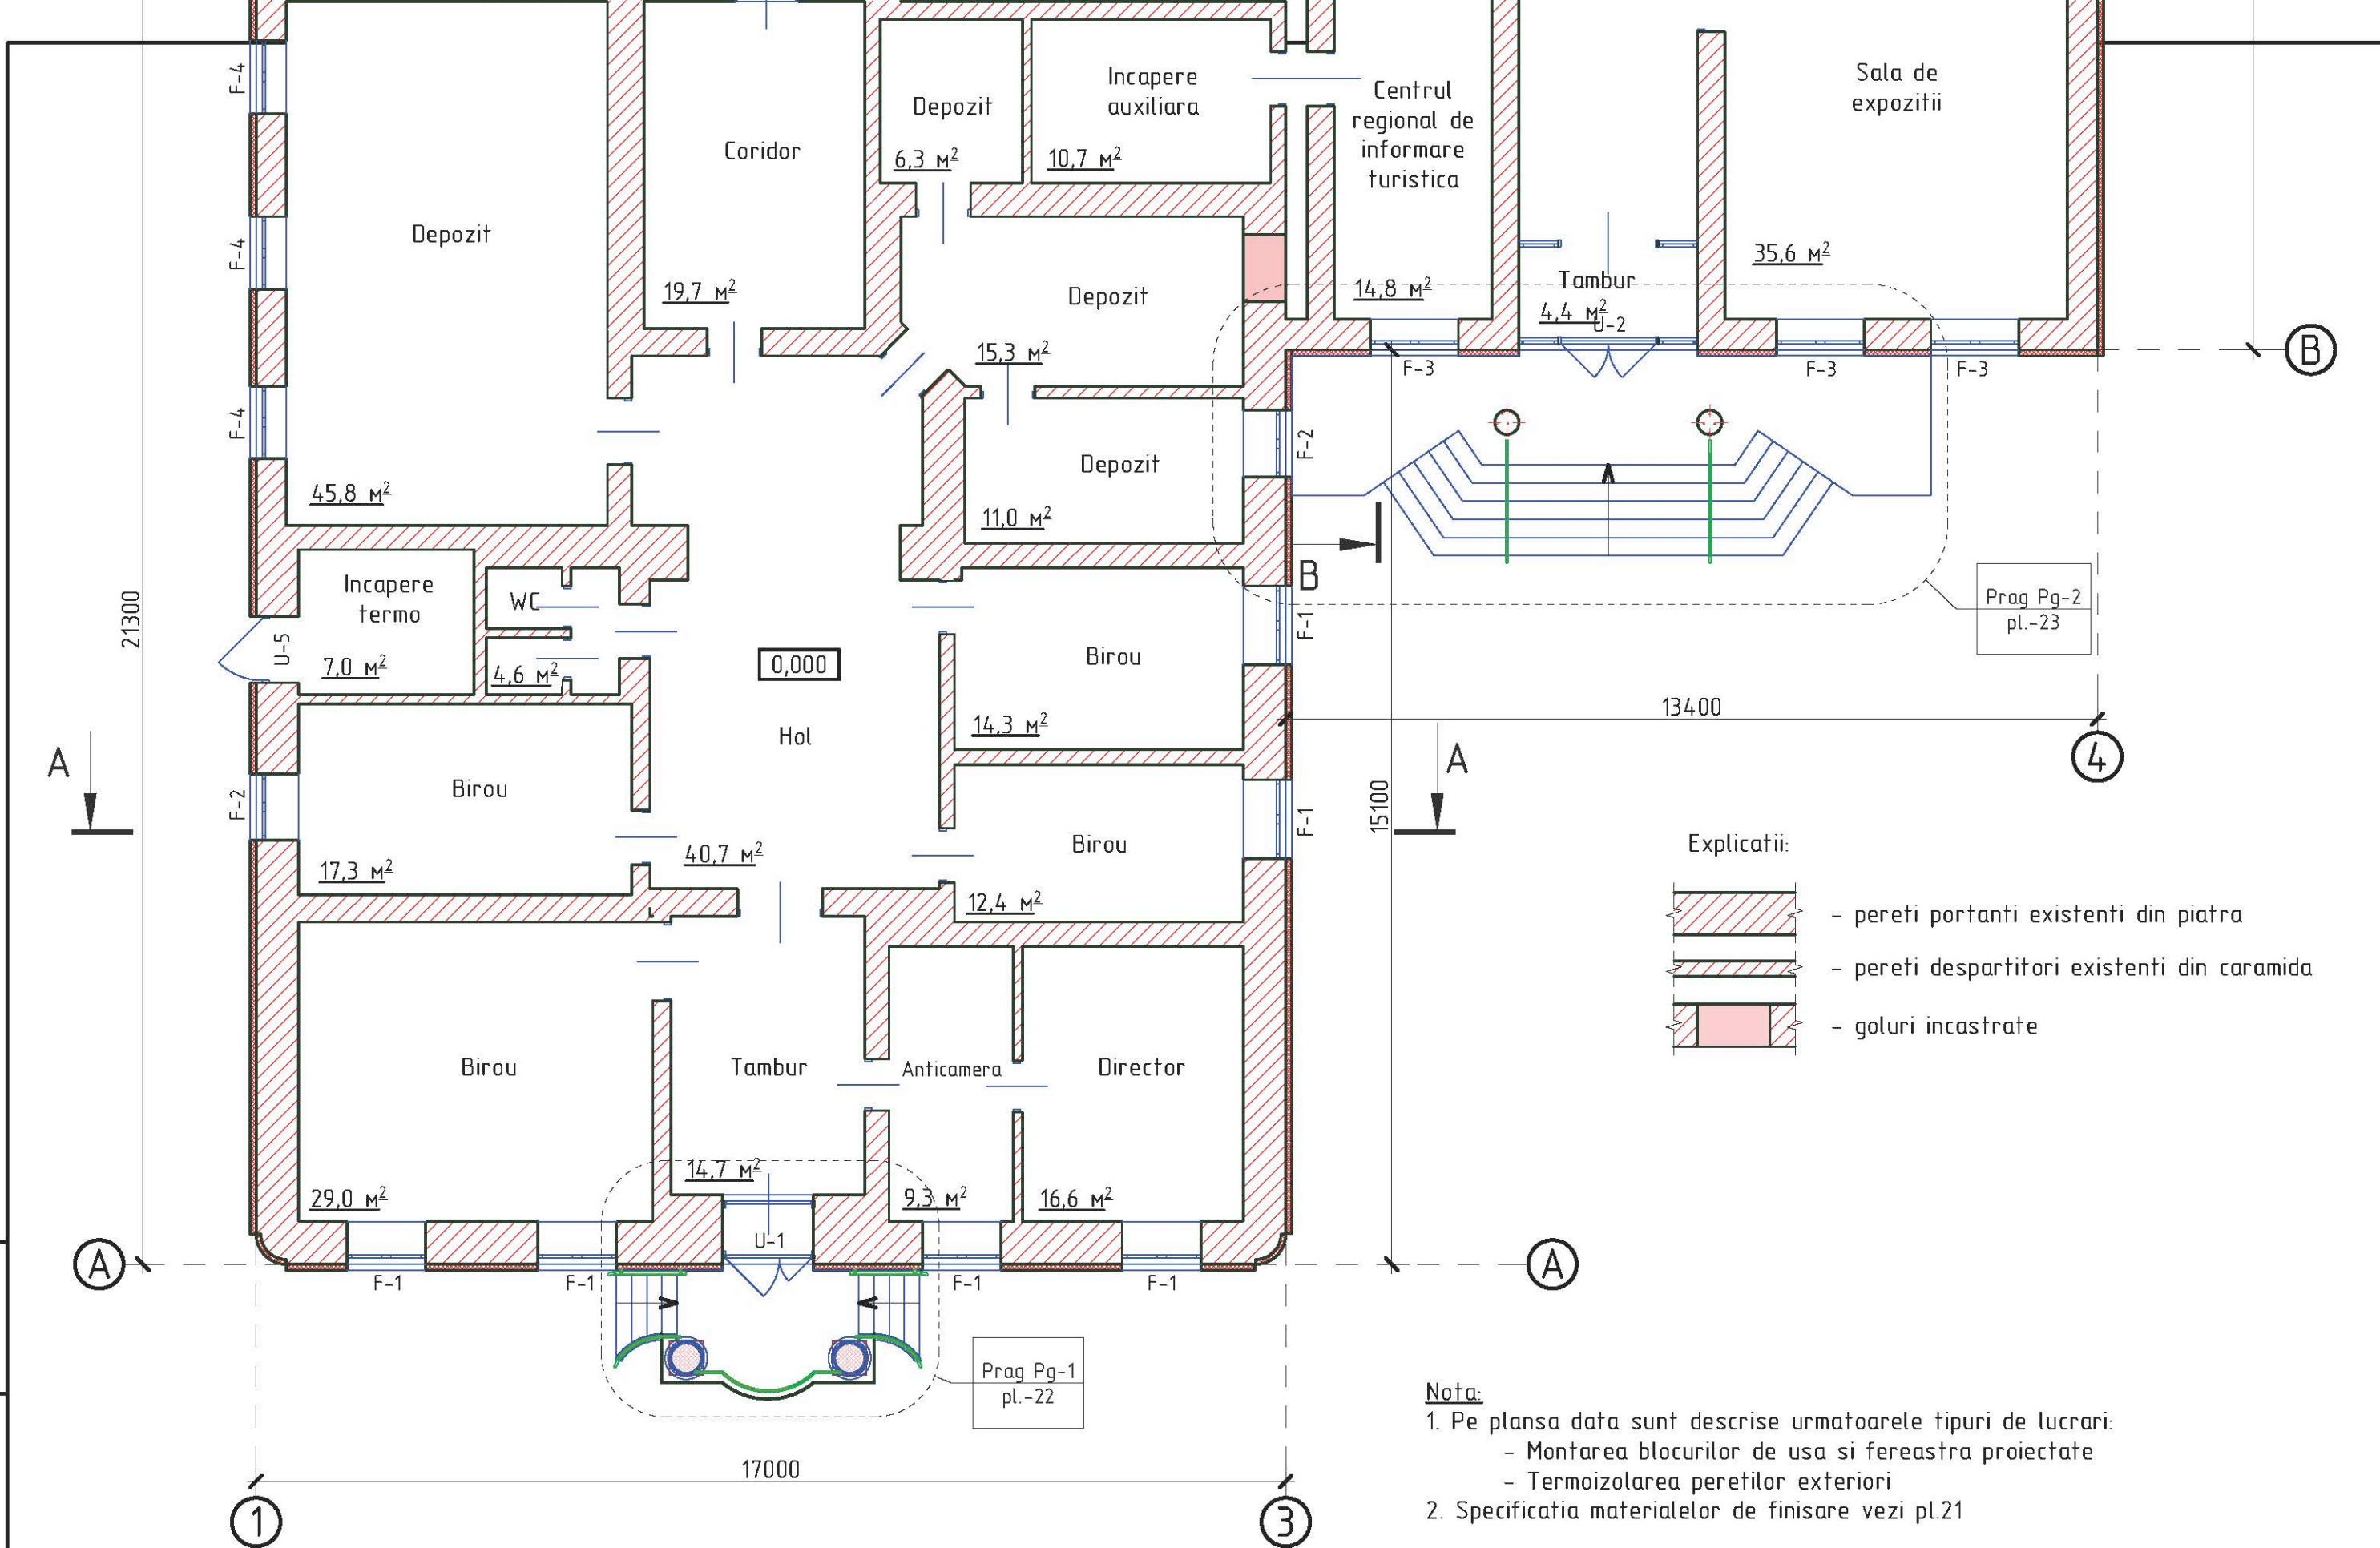 F-4
Depozit
45,8 м²
F-4
F-4
Coridor
19,7 м²
Depozit
6,3 м²
Incapere
auxiliara
10,7 м²
Centrul
regional de
informare
turistica
14,8 м²
Sala de
expozitii
35,6 м²
Tambur
4,4 м²
U-2
Depozit
15,3 м²
F-3
F-3
F-3
B
Depozit
11,0 м²
F-2
B
Prag Pg-2
pl.-23
21300
Incapere
termo
7,0 м²
U-5
WC
4,6 м²
0,000
Hol
40,7 м²
Birou
14,3 м²
F-1
13400
4
A
A
F-2
Birou
17,3 м²
Birou
12,4 м²
F-1
15100
Explicatii:
- pereti portanti existenti din piatra
- pereti despartitori existenti din caramida
- goluri incastrate
Birou
29,0 м²
Tambur
14,7 м²
Anticamera
9,3 м²
Director
16,6 м²
A
U-1
A
F-1
F-1
F-1
F-1
Prag Pg-1
pl.-22
17000
1
3
Nota:
1. Pe plansa data sunt descrise urmatoarele tipuri de lucrari:
- Montarea blocurilor de usa si fereastra proiectate
- Termoizolarea peretilor exteriori
2. Specificatia materialelor de finisare vezi pl.21